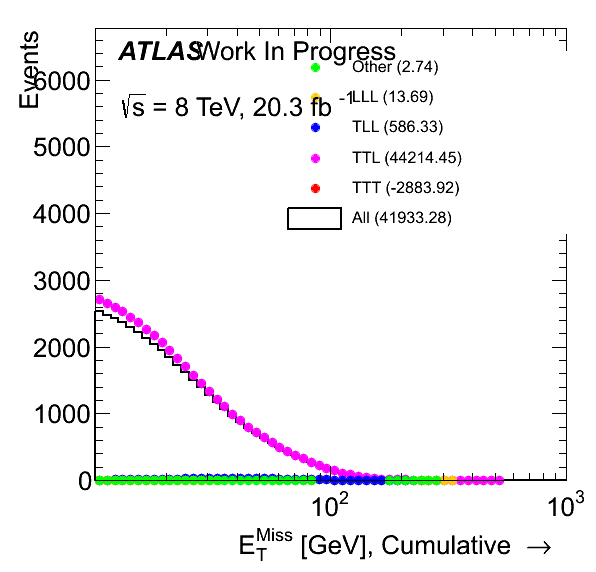 ATLAS Work In Progress
Events
√s = 8 TeV, 20.3 fb -1
Other (2.74)
LLL (13.69)
TLL (586.33)
TTL (44214.45)
TTT (-2883.92)
All (41933.28)
6000
5000
4000
3000
2000
1000
0
10²
10³
E_T^Miss [GeV], Cumulative →